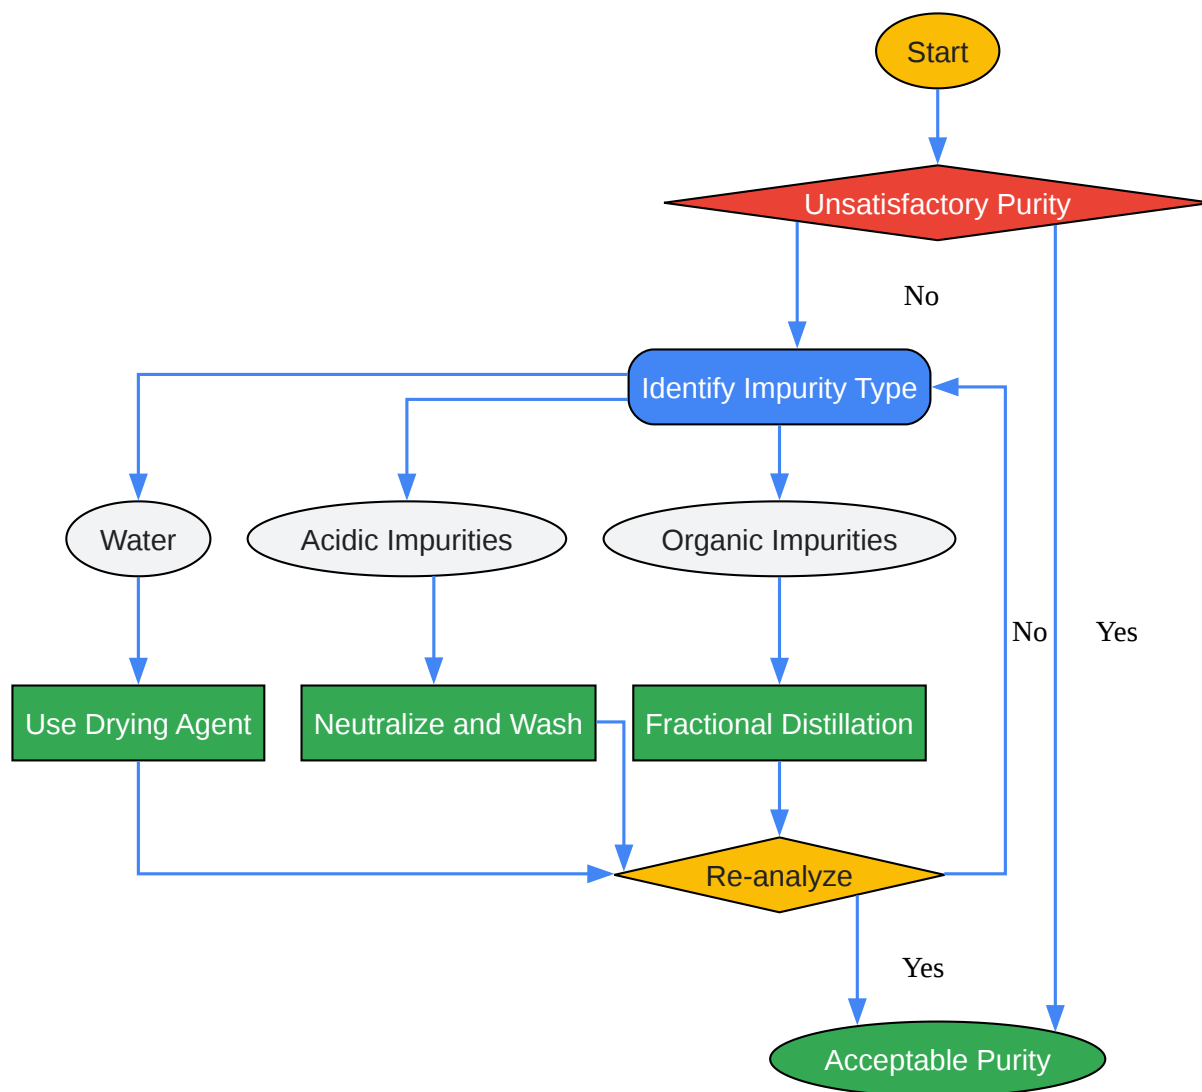 Start
Unsatisfactory Purity
No
Identify Impurity Type
Water
Acidic Impurities
Organic Impurities
No
Yes
Use Drying Agent
Neutralize and Wash
Fractional Distillation
Re-analyze
Yes
Acceptable Purity